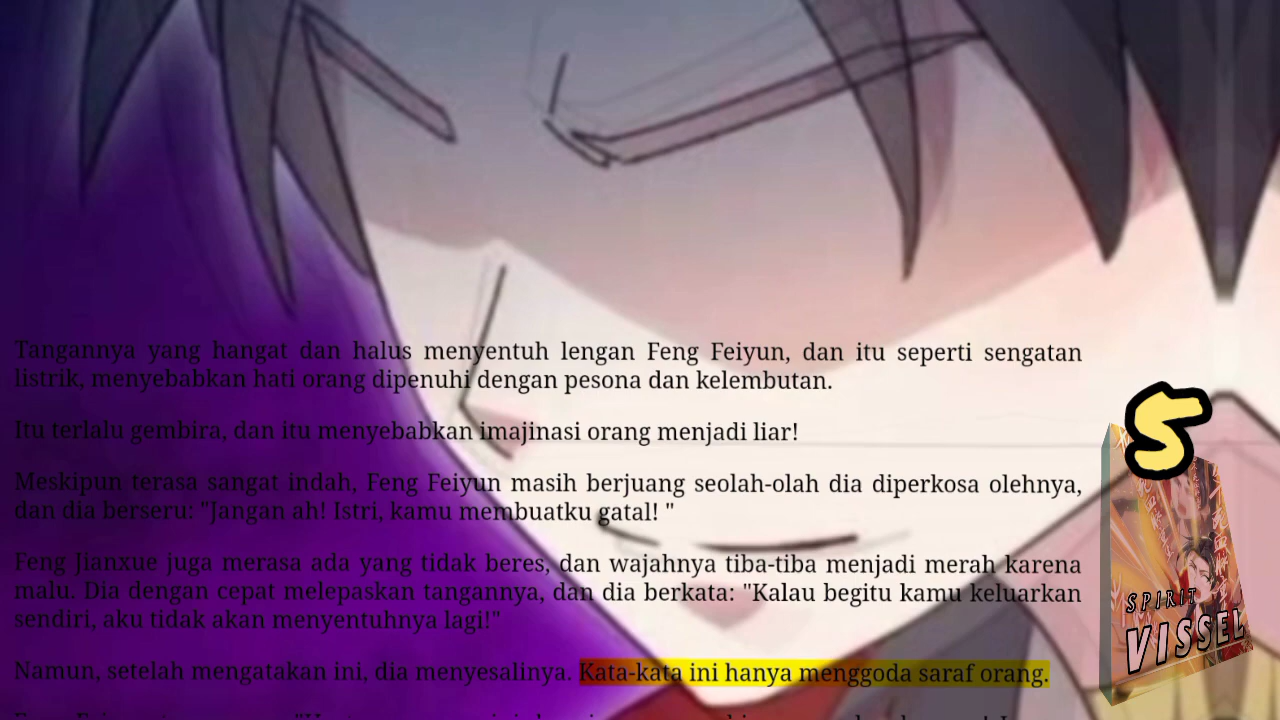 Tangannya yang hangat dan halus menyentuh lengan Feng Feiyun, dan itu seperti sengatan
listrik, menyebabkan hati orang dipenuhi dengan pesona dan kelembutan.
Itu terlalu gembira, dan itu menyebabkan imajinasi orang menjadi liar!
Meskipun terasa sangat indah, Feng Feiyun masih berjuang seolah-olah dia diperkosa olehnya,
dan dia berseru: "Jangan ah! Istri, kamu membuatku gatal! "
Feng Jianxue juga merasa ada yang tidak beres, dan wajahnya tiba-tiba menjadi merah karena
malu. Dia dengan cepat melepaskan tangannya, dan dia berkata: "Kalau begitu kamu keluarkan
sendiri, aku tidak akan menyentuhnya lagi!"
Namun, setelah mengatakan ini, dia menyesalinya. Kata-kata ini hanya menggoda saraf orang.
S
SPIRIT
VISSEL